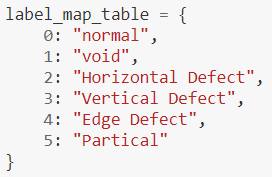 label_map_table = {
    0: "normal",
    1: "void",
    2: "Horizontal Defect",
    3: "Vertical Defect",
    4: "Edge Defect",
    5: "Partical"
}